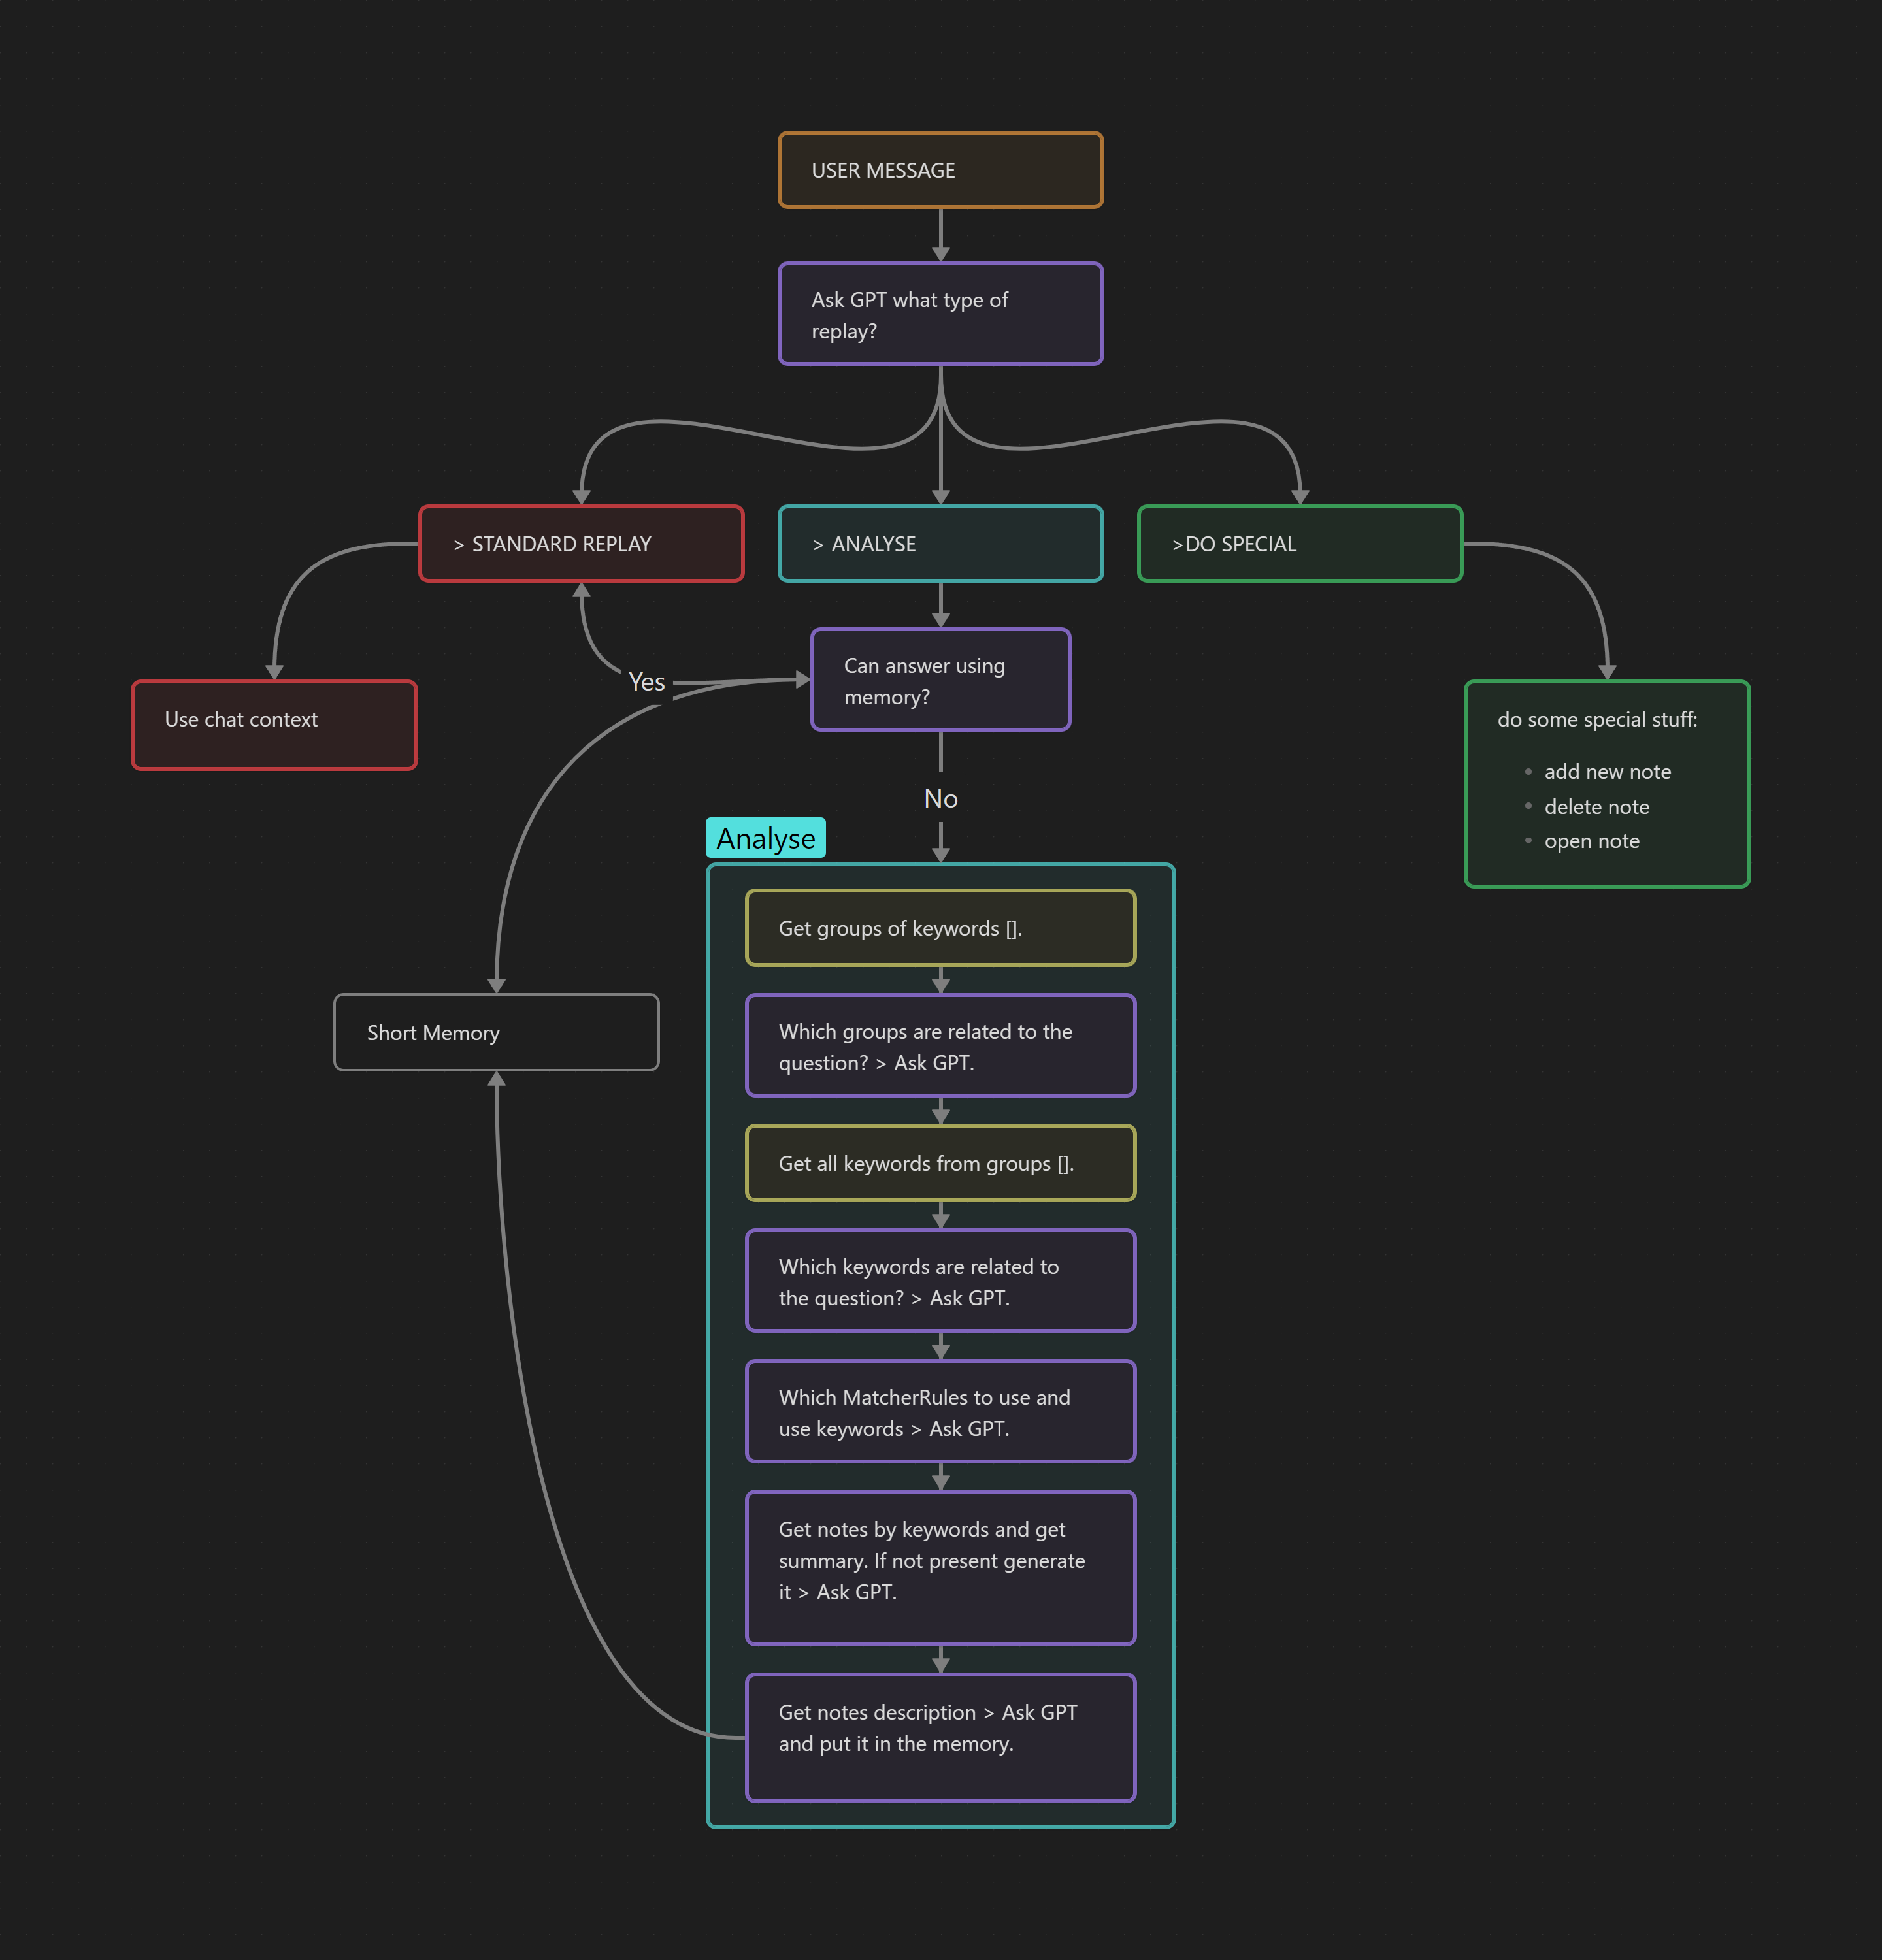 USER MESSAGE
Ask GPT what type of
replay?
> STANDARD REPLAY
> ANALYSE
>DO SPECIAL
Use chat context
Yes
Can answer using
memory?
do some special stuff:
• add new note
• delete note
• open note
No
Analyse
Get groups of keywords [].
Short Memory
Which groups are related to the
question? > Ask GPT.
Get all keywords from groups [].
Which keywords are related to
the question? > Ask GPT.
Which MatcherRules to use and
use keywords > Ask GPT.
Get notes by keywords and get
summary. If not present generate
it > Ask GPT.
Get notes description > Ask GPT
and put it in the memory.